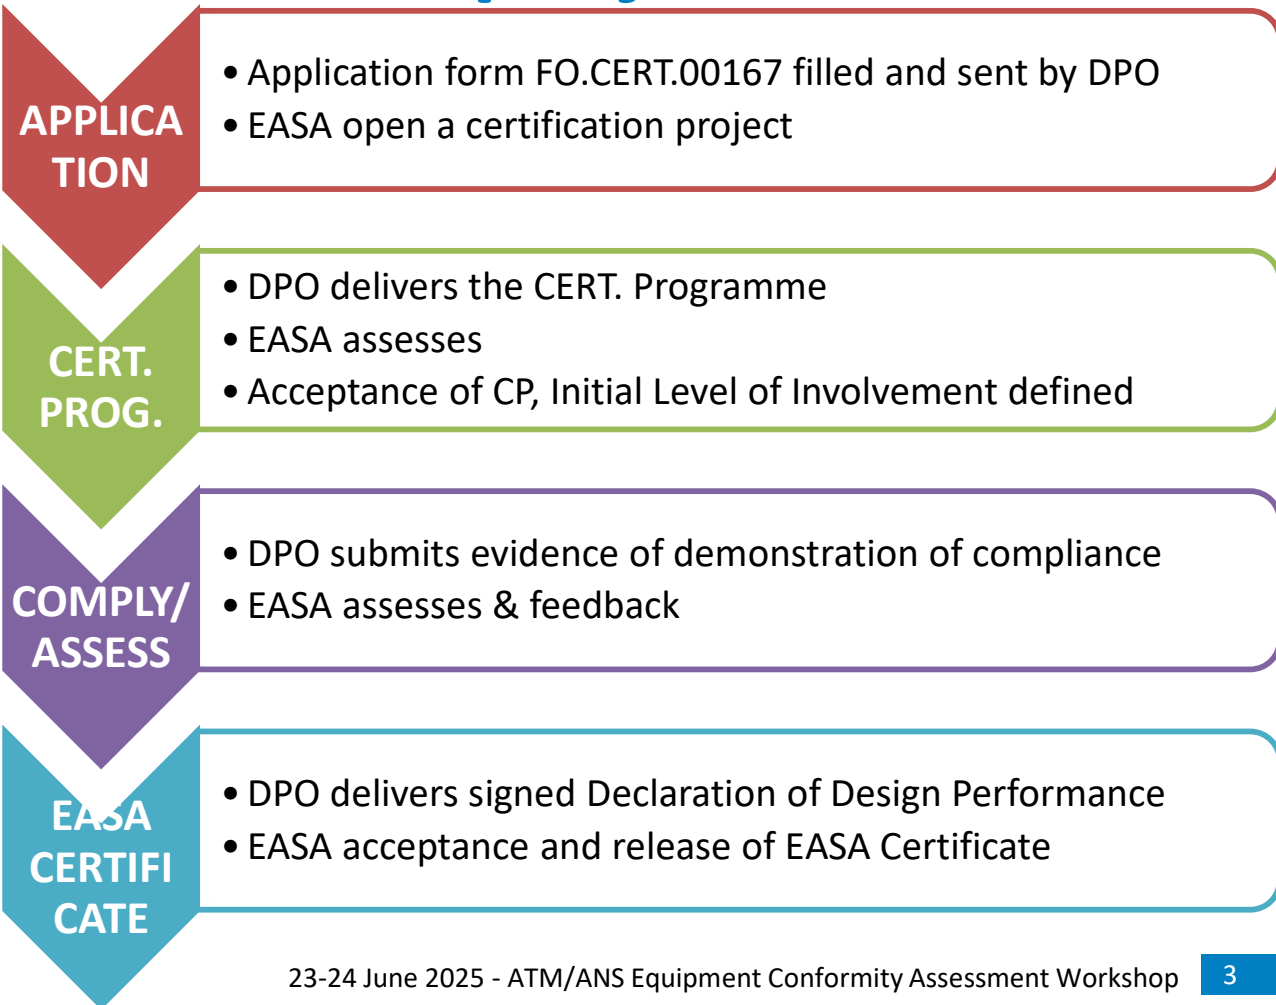 APPLICA
TION
• Application form FO.CERT.00167 filled and sent by DPO
• EASA open a certification project
CERT.
PROG.
• DPO delivers the CERT. Programme
• EASA assesses
• Acceptance of CP, Initial Level of Involvement defined
COMPLY/
ASSESS
• DPO submits evidence of demonstration of compliance
• EASA assesses & feedback
EASA
CERTIFI
CATE
• DPO delivers signed Declaration of Design Performance
• EASA acceptance and release of EASA Certificate
23-24 June 2025 - ATM/ANS Equipment Conformity Assessment Workshop 3